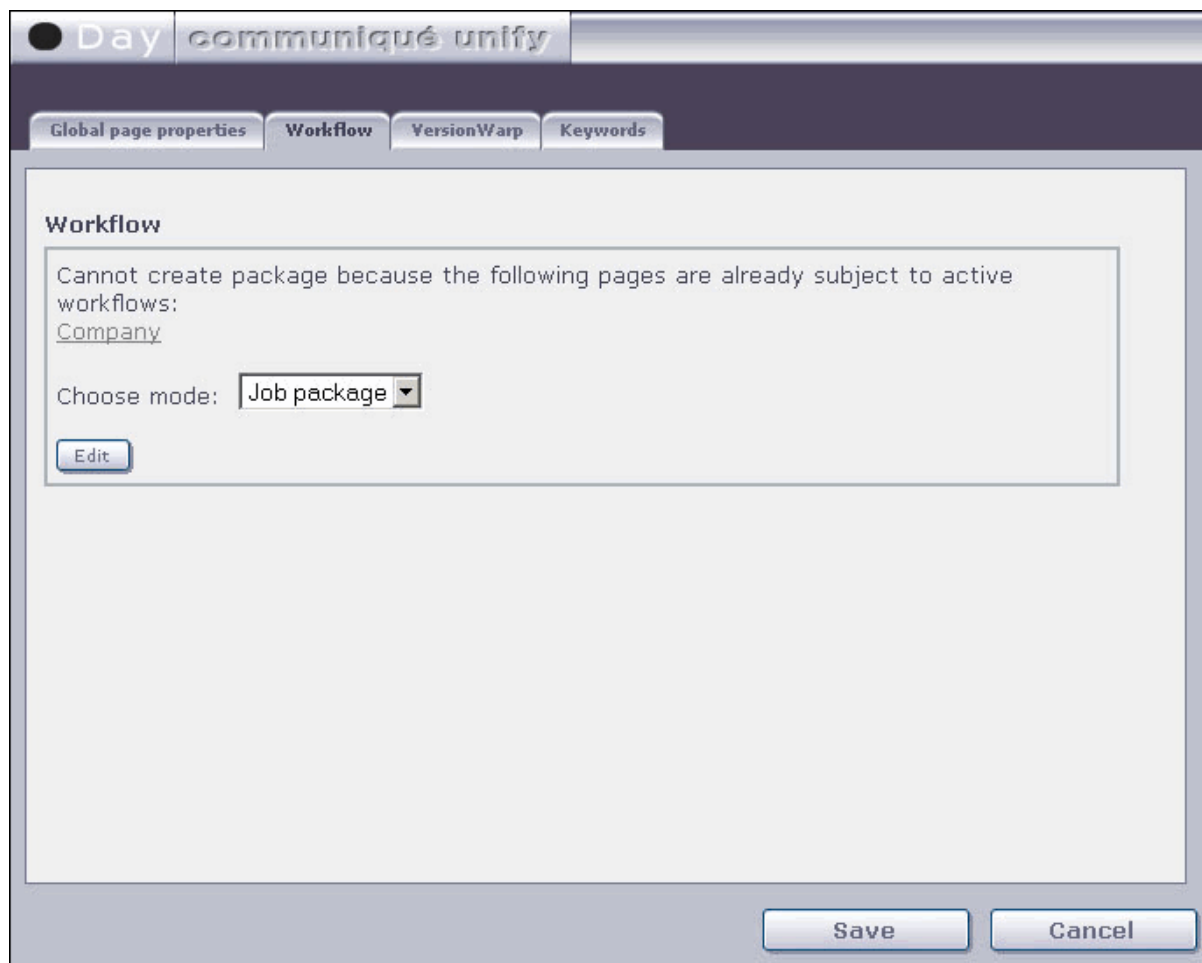 Day communiqué unify
Global page properties Workflow VersionWarp Keywords
Workflow
Cannot create package because the following pages are already subject to active
workflows:
Company
Choose mode: Job package
Edit
Save Cancel